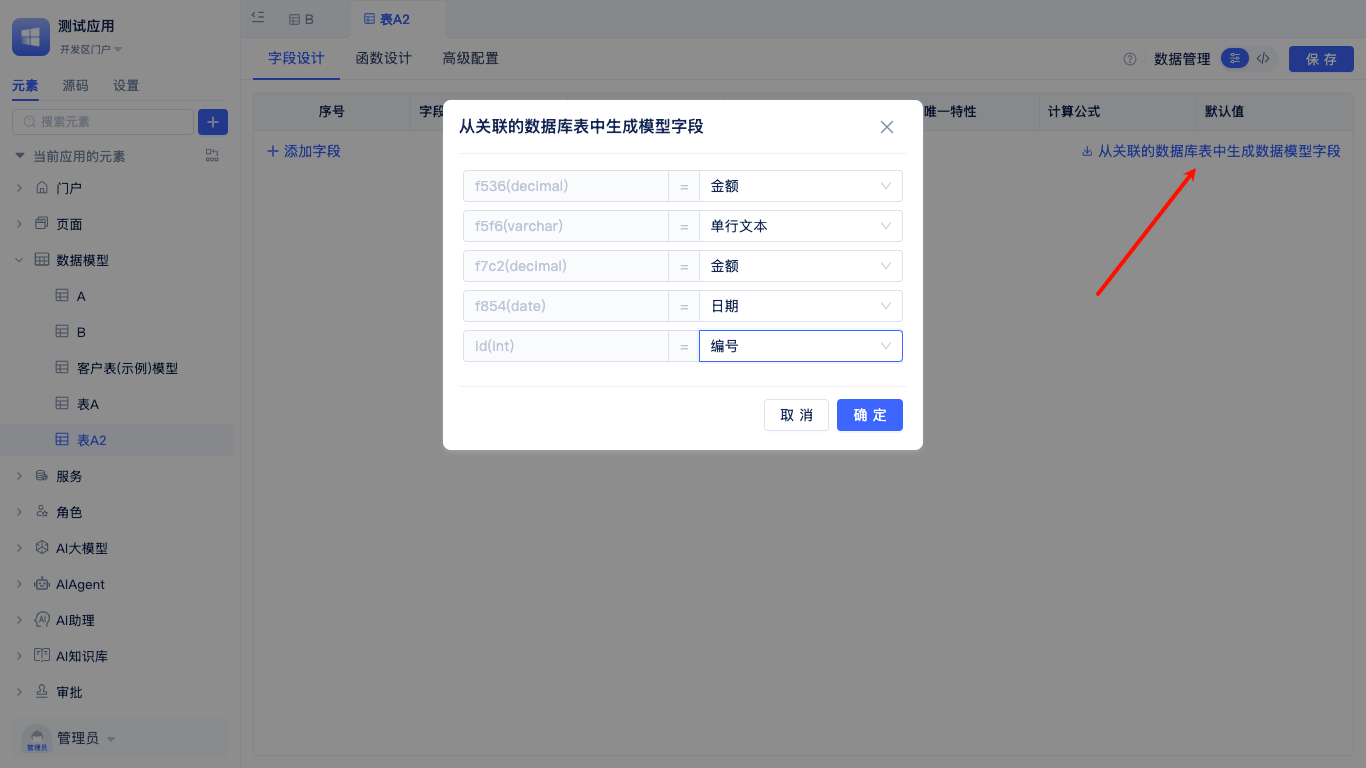 测试应用
开发区门户
元素 源码 设置
搜索元素
当前应用的元素
门户
页面
数据模型
A
B
客户表(示例)模型
表A
表A2
服务
角色
AI大模型
AIAgent
AI助理
AI知识库
审批
管理员
管理员
B 表A2
字段设计 函数设计 高级配置
数据管理
保 存
序号 字段 唯一特性 计算公式 默认值
添加字段
从关联的数据库表中生成数据模型字段
从关联的数据库表中生成模型字段
f536(decimal) = 金额
f5f6(varchar) = 单行文本
f7c2(decimal) = 金额
f854(date) = 日期
id(int) = 编号
取 消 确 定